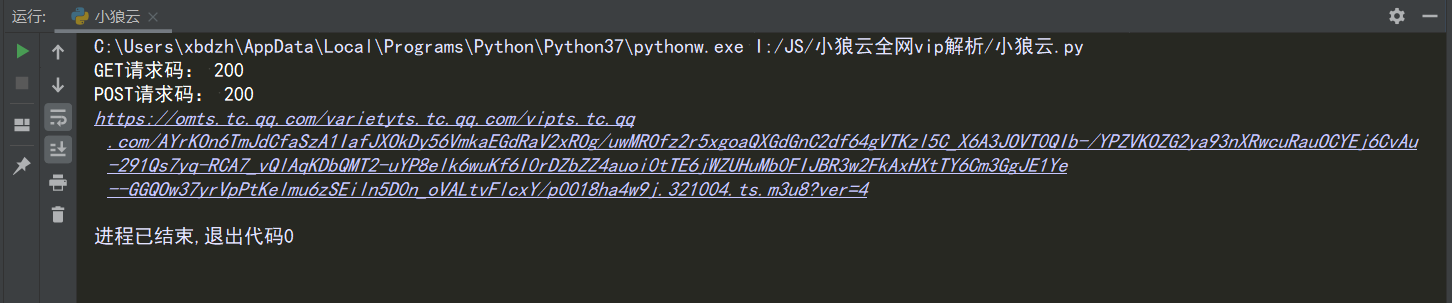 运行: 小狼云
C:\Users\xbdzh\AppData\Local\Programs\Python\Python37\pythonw.exe I:/JS/小狼云全网vip解析/小狼云.py
GET请求码： 200
POST请求码： 200
https://omts.tc.qq.com/varietyts.tc.qq.com/vipts.tc.qq
.com/AYrKOn6TmJdCfaSzA1IafJXOkDy56VmkaEGdRaV2xROg/uwMROfz2r5xgoaQXGdGnC2df64gVTKzI5C_X6A3JOVTOQIb-/YPZVKOZG2ya93nXRwcuRauOCYEj6CvAu
-291Qs7yq-RCA7_vQIAqKDbQMT2-uYP8elk6wuKf6I0rDZbZZ4auoiOtTE6jWZUHuMbOFIJBR3w2FkAxHXtTY6Cm3GgJE1Ye
--GGQOw37yrVpPtKelmu6zSEiIn5DOn_oVALtvFIcxY/p0018ha4w9j.321004.ts.m3u8?ver=4
进程已结束,退出代码0